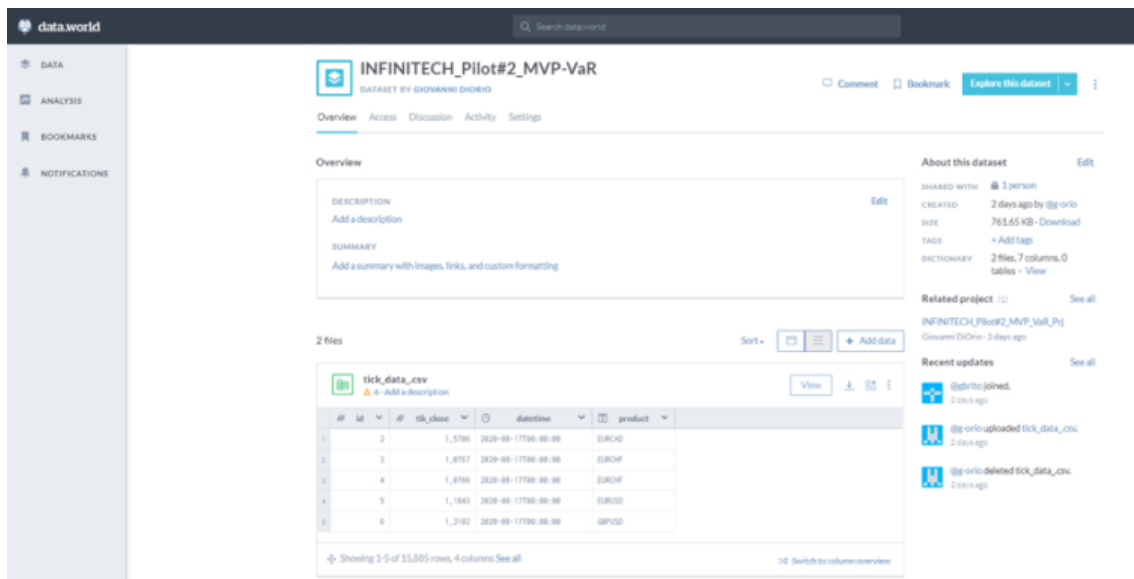 data.world
Search data.world
DATA
ANALYSIS
BOOKMARKS
NOTIFICATIONS
INFINITECH_Pilot#2_MVP-VaR
DATASET BY GIOVANNI DIORIO
Comment
Bookmark
Explore this dataset
Overview Access Discussion Activity Settings
Overview
DESCRIPTION
Edit
Add a description
SUMMARY
Add a summary with images, links, and custom formatting
2 files
Sort
+ Add data
tick_data_.csv
6 - Add a description
View
# id # tik_close datetime product
1 2 1,5706 2020-08-17T00:00:00 EURCAD
2 3 1,0767 2020-08-17T00:00:00 EURCHF
3 4 1,0766 2020-08-17T00:00:00 EURCHF
4 5 1,1843 2020-08-17T00:00:00 EURUSD
5 6 1,3102 2020-08-17T00:00:00 GBPUSD
Showing 1-5 of 15,885 rows, 4 columns See all
Switch to column overview
About this dataset Edit
SHARED WITH 1 person
CREATED 2 days ago by @g-orio
SIZE 761.65 KB - Download
TAGS + Add tags
DICTIONARY 2 files, 7 columns, 0
tables - View
Related project (1) See all
INFINITECH_Pilot#2_MVP_VaR_Prj
Giovanni DiOrio - 2 days ago
Recent updates See all
@gbrito joined.
2 days ago
@g-orio uploaded tick_data_.csv.
2 days ago
@g-orio deleted tick_data_.csv.
2 days ago